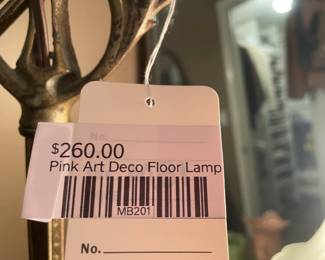 No.
$260.00
Pink Art Deco Floor Lamp
MB201
No.